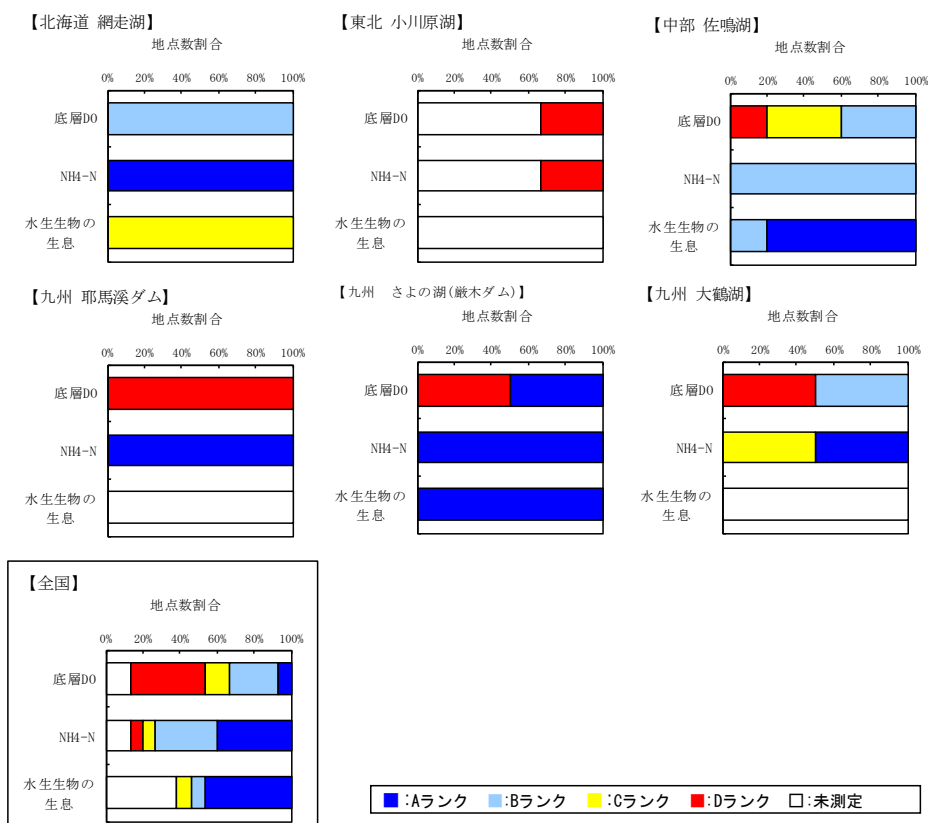 【北海道 網走湖】
地点数割合
0% 20% 40% 60% 80% 100%
底層DO
NH4-N
水生生物の
生息
【東北 小川原湖】
地点数割合
0% 20% 40% 60% 80% 100%
底層DO
NH4-N
水生生物の
生息
【中部 佐鳴湖】
地点数割合
0% 20% 40% 60% 80% 100%
底層DO
NH4-N
水生生物の
生息
【九州 耶馬溪ダム】
地点数割合
0% 20% 40% 60% 80% 100%
底層DO
NH4-N
水生生物の
生息
【九州 さよの湖(厳木ダム)】
地点数割合
0% 20% 40% 60% 80% 100%
底層DO
NH4-N
水生生物の
生息
【九州 大鶴湖】
地点数割合
0% 20% 40% 60% 80% 100%
底層DO
NH4-N
水生生物の
生息
【全国】
地点数割合
0% 20% 40% 60% 80% 100%
底層DO
NH4-N
水生生物の
生息
:Aランク :Bランク :Cランク :Dランク :未測定